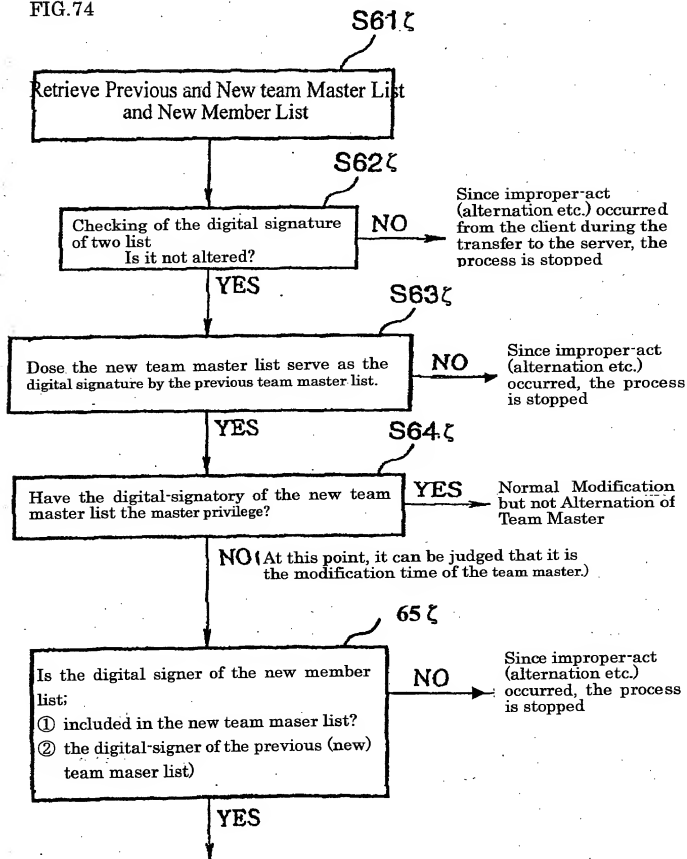 FIG.74
S61ζ
Retrieve Previous and New team Master List
and New Member List
S62ζ
Checking of the digital signature
of two list
Is it not altered?
NO
Since improper-act
(alternation etc.) occurred
from the client during the
transfer to the server, the
process is stopped
YES
S63ζ
Dose the new team master list serve as the
digital signature by the previous team master list.
NO
Since improper-act
(alternation etc.)
occurred, the process
is stopped
YES
S64ζ
Have the digital-signatory of the new team
master list the master privilege?
YES
Normal Modification
but not Alternation of
Team Master
NO (At this point, it can be judged that it is
the modification time of the team master.)
65ζ
Is the digital signer of the new member
list;
① included in the new team maser list?
② the digital-signer of the previous (new)
team maser list)
NO
Since improper-act
(alternation etc.)
occurred, the process
is stopped
YES